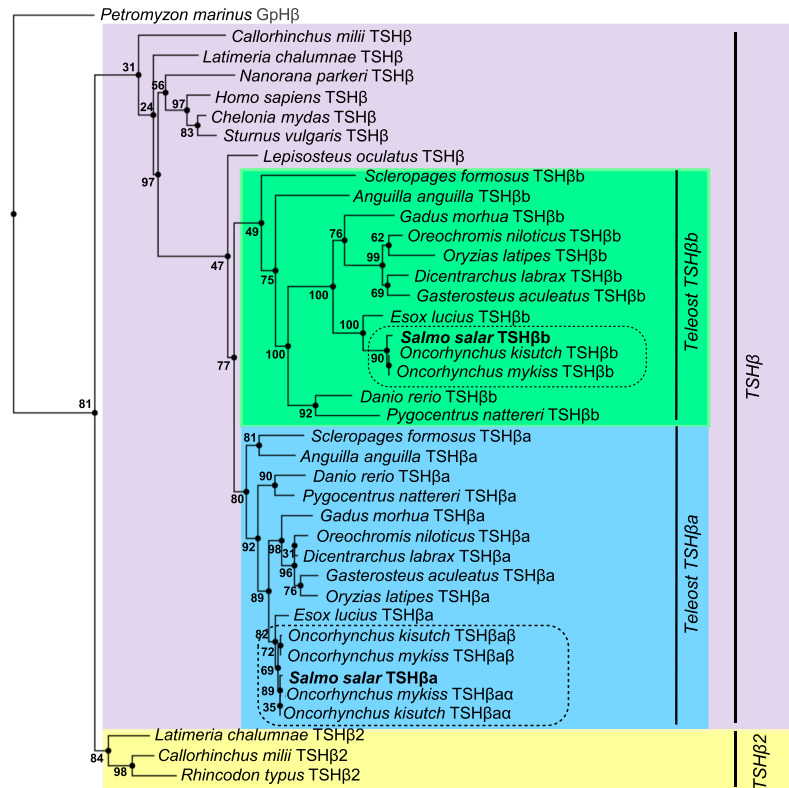 Petromyzon marinus GpHβ
Callorhinchus milii TSHβ
31
Latimeria chalumnae TSHβ
Nanorana parkeri TSHβ
56
Homo sapiens TSHβ
24
97
Chelonia mydas TSHβ
83
Sturnus vulgaris TSHβ
Lepisosteus oculatus TSHβ
97
Scleropages formosus TSHβb
Anguilla anguilla TSHβb
Gadus morhua TSHβb
49
76
62
Oreochromis niloticus TSHβb
99
Oryzias latipes TSHβb
47
75
Dicentrarchus labrax TSHβb
100
69
Gasterosteus aculeatus TSHβb
Esox lucius TSHβb
100
Salmo salar TSHβb
100
90
Oncorhynchus kisutch TSHβb
77
Oncorhynchus mykiss TSHβb
Danio rerio TSHβb
81
92
Pygocentrus nattereri TSHβb
Teleost TSHβb
TSHβ
81
Scleropages formosus TSHβa
Anguilla anguilla TSHβa
90
Danio rerio TSHβa
80
Pygocentrus nattereri TSHβa
Gadus morhua TSHβa
Oreochromis niloticus TSHβa
92
98
31
Dicentrarchus labrax TSHβa
96
Gasterosteus aculeatus TSHβa
76
89
Oryzias latipes TSHβa
Esox lucius TSHβa
82
Oncorhynchus kisutch TSHβaβ
72
Oncorhynchus mykiss TSHβaβ
69
Salmo salar TSHβa
89
Oncorhynchus mykiss TSHβaα
35
Oncorhynchus kisutch TSHβaα
Teleost TSHβa
Latimeria chalumnae TSHβ2
84
Callorhinchus milii TSHβ2
98
Rhincodon typus TSHβ2
TSHβ2